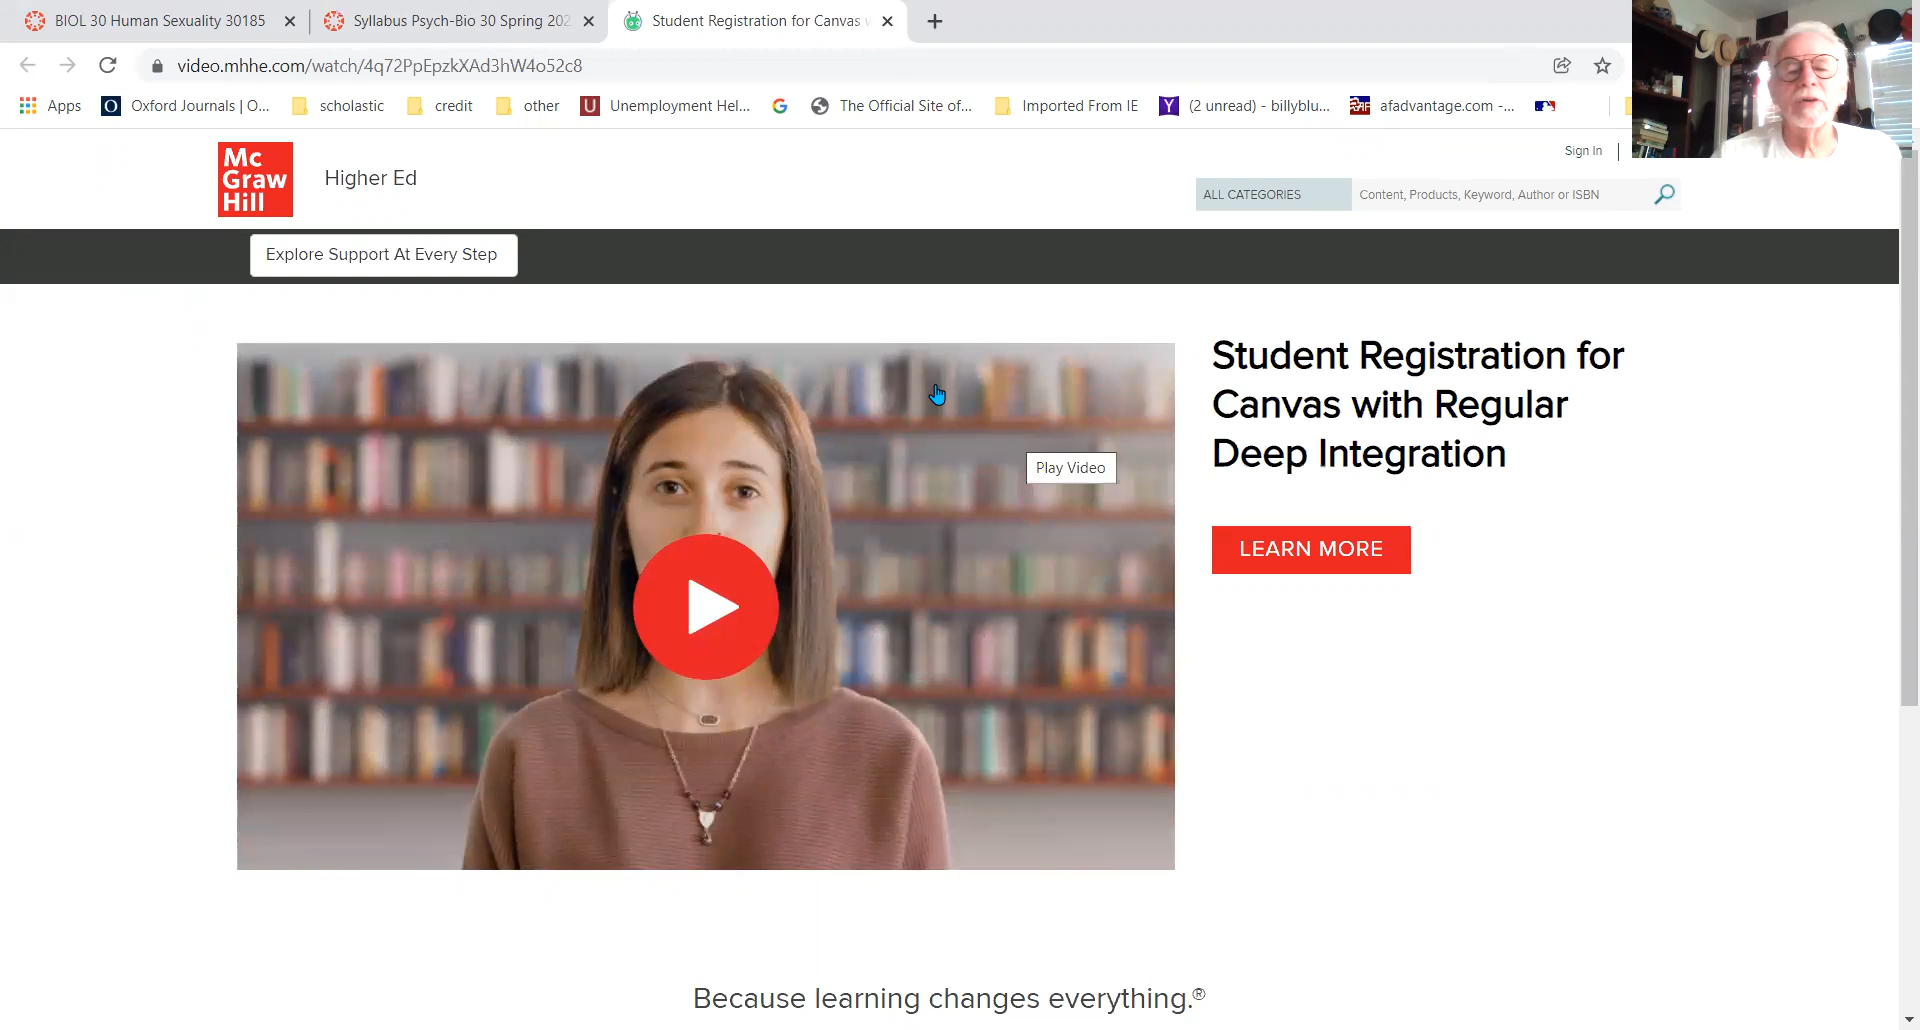 BIOL 30 Human Sexuality 30185
Syllabus Psych-Bio 30 Spring 202
Student Registration for Canvas w
video.mhhe.com/watch/4q72PpEpzkXAd3hW4o52c8
Apps
Oxford Journals | O...
scholastic
credit
other
Unemployment Hel...
The Official Site of...
Imported From IE
(2 unread) - billyblu...
afadvantage.com -...
Mc
Graw
Hill
Higher Ed
Sign In
ALL CATEGORIES
Content, Products, Keyword, Author or ISBN
Explore Support At Every Step
Play Video
Student Registration for
Canvas with Regular
Deep Integration
LEARN MORE
Because learning changes everything.®